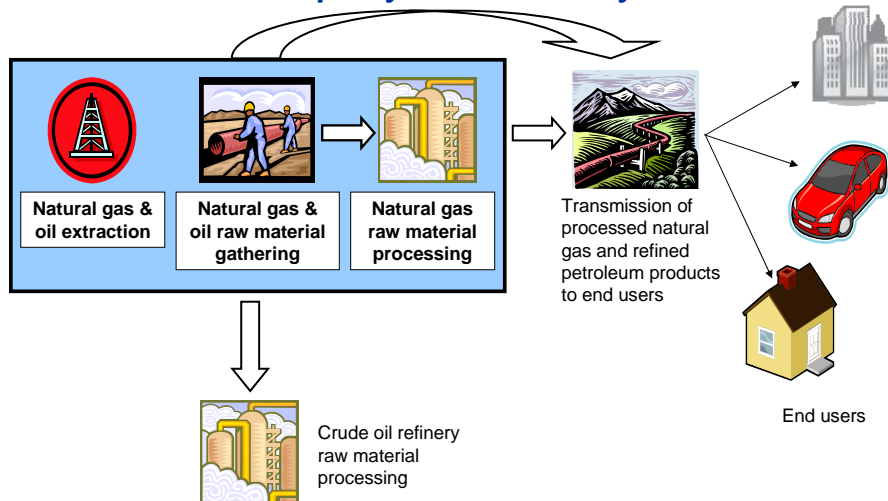 Natural gas &
oil extraction
Natural gas &
oil raw material
gathering
Natural gas
raw material
processing
Transmission of
processed natural
gas and refined
petroleum products
to end users
End users
Crude oil refinery
raw material
processing